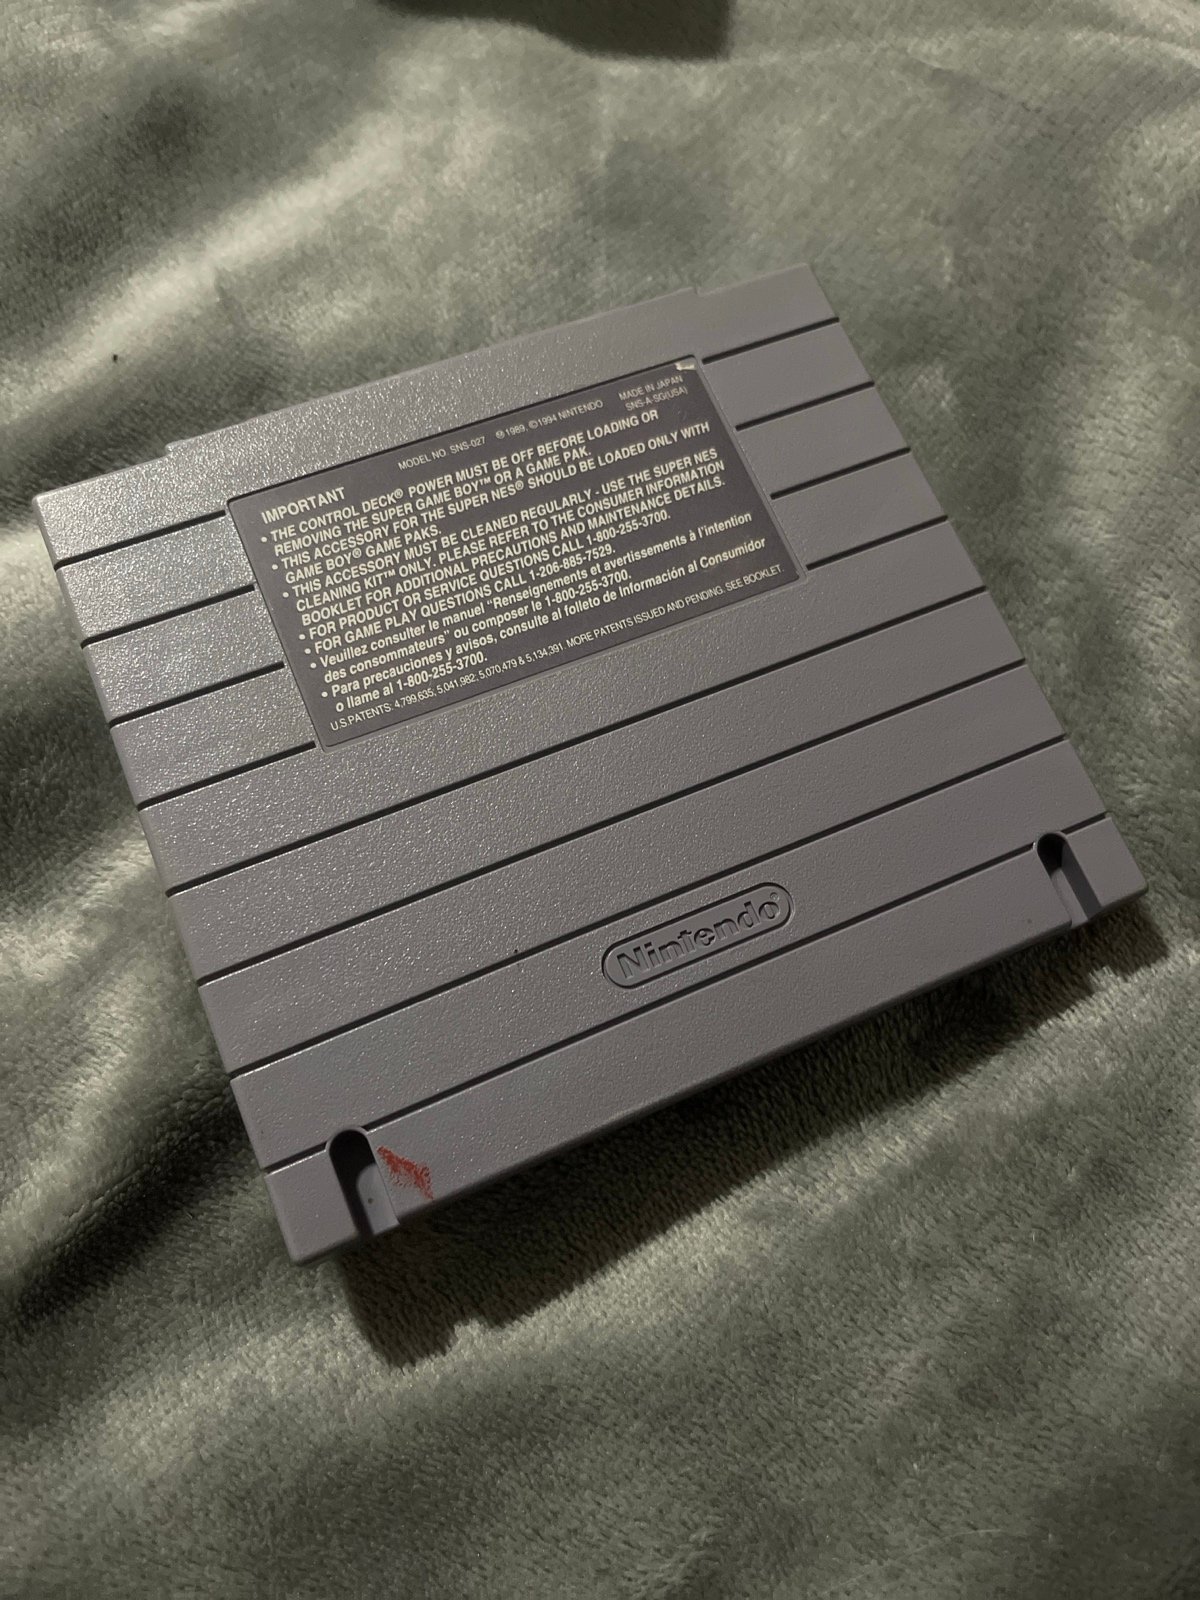 MODEL NO. SNS-027 ℗1989, ©1994 NINTENDO MADE IN JAPAN
SNS-A-SG(USA)
IMPORTANT
• THE CONTROL DECK® POWER MUST BE OFF BEFORE LOADING OR
REMOVING THE SUPER GAME BOY™ OR A GAME PAK.
• THIS ACCESSORY FOR THE SUPER NES® SHOULD BE LOADED ONLY WITH
GAME BOY® GAME PAKS.
• THIS ACCESSORY MUST BE CLEANED REGULARLY - USE THE SUPER NES
CLEANING KIT™ ONLY. PLEASE REFER TO THE CONSUMER INFORMATION
BOOKLET FOR ADDITIONAL PRECAUTIONS AND MAINTENANCE DETAILS.
• FOR PRODUCT OR SERVICE QUESTIONS CALL 1-800-255-3700.
• FOR GAME PLAY QUESTIONS CALL 1-206-885-7529.
• Veuillez consulter le manuel "Renseignements et avertissements à l'intention
des consommateurs" ou composer le 1-800-255-3700.
• Para precauciones y avisos, consulte al folleto de Información al Consumidor
o llame al 1-800-255-3700.
U.S.PATENTS: 4,799,635, 5,041,982, 5,070,479 & 5,134,391. MORE PATENTS ISSUED AND PENDING. SEE BOOKLET.
Nintendo®